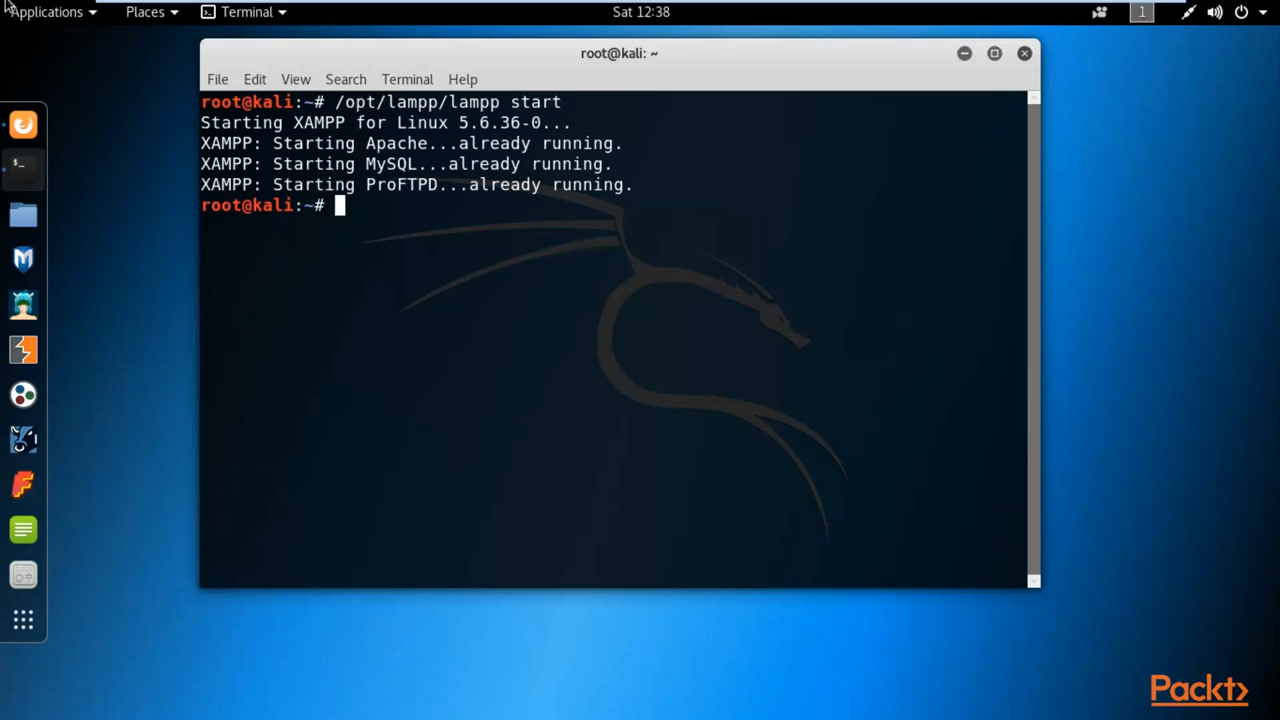 Applications Places Terminal Sat 12:38 1
root@kali: ~
File Edit View Search Terminal Help
root@kali:~# /opt/lampp/lampp start
Starting XAMPP for Linux 5.6.36-0...
XAMPP: Starting Apache...already running.
XAMPP: Starting MySQL...already running.
XAMPP: Starting ProFTPD...already running.
root@kali:~#
Packt>